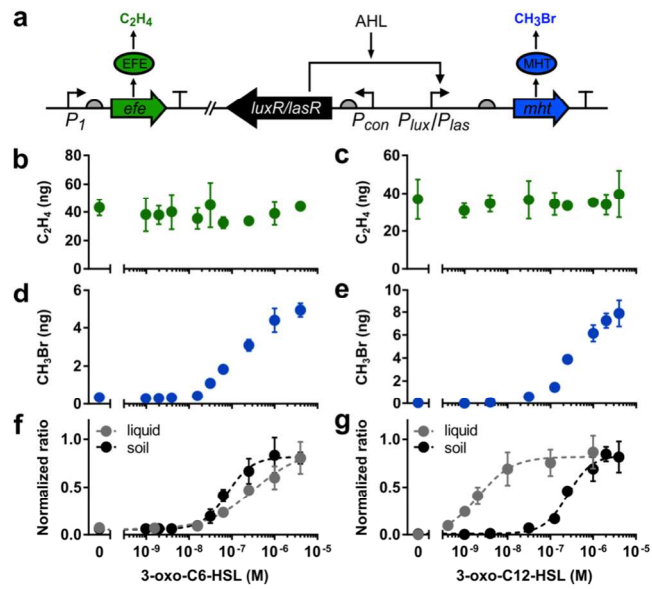 a
C₂H₄
AHL
CH₃Br
EFE
MHT
efe
luxR/lasR
mht
P₁
//
Pcon
Plux/Plas
b
c
80
60
40
20
0
C₂H₄ (ng)
80
60
40
20
0
C₂H₄ (ng)
d
e
6
4
2
0
CH₃Br (ng)
10
8
6
4
2
0
CH₃Br (ng)
f
g
liquid
soil
1.0
0.5
0.0
Normalized ratio
liquid
soil
1.0
0.5
0.0
Normalized ratio
0 10⁻⁹ 10⁻⁸ 10⁻⁷ 10⁻⁶ 10⁻⁵
0 10⁻⁹ 10⁻⁸ 10⁻⁷ 10⁻⁶ 10⁻⁵
3-oxo-C6-HSL (M)
3-oxo-C12-HSL (M)